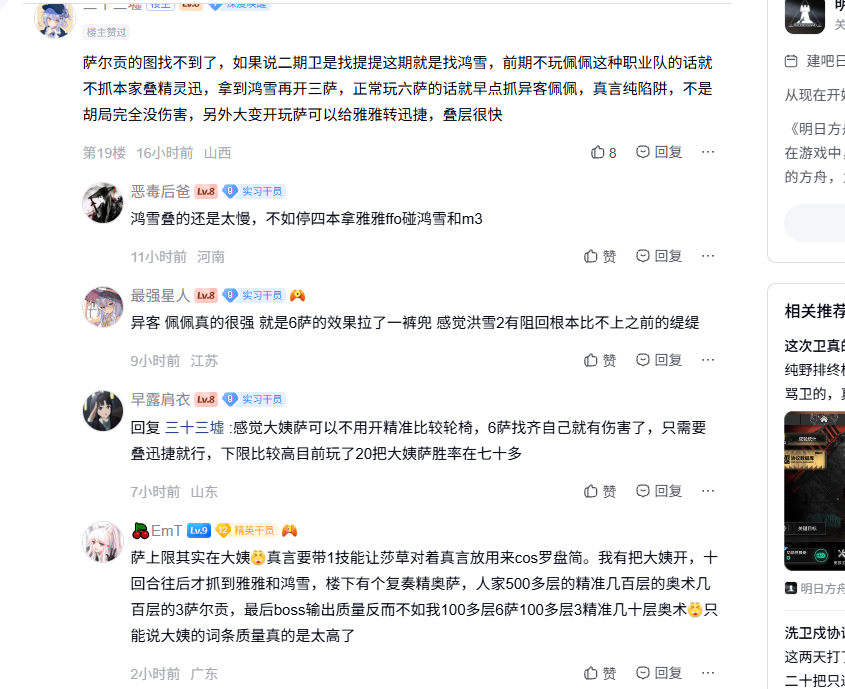 楼主
Lv.8
深度唤醒
楼主赞过
萨尔贡的图找不到了，如果说二期卫是找提提这期就是找鸿雪，前期不玩佩佩这种职业队的话就
不抓本家叠精灵迅，拿到鸿雪再开三萨，正常玩六萨的话就早点抓异客佩佩，真言纯陷阱，不是
胡局完全没伤害，另外大变开玩萨可以给雅雅转迅捷，叠层很快
第19楼 16小时前 山西
8 回复 ···
恶毒后爸 Lv.8 9 实习干员
鸿雪叠的还是太慢，不如停四本拿雅雅ffo碰鸿雪和m3
11小时前 河南
赞 回复 ···
最强星人 Lv.8 9 实习干员
异客 佩佩真的很强 就是6萨的效果拉了一裤兜 感觉洪雪2有阻回根本比不上之前的缇缇
9小时前 江苏
赞 回复 ···
早露肩衣 Lv.8 9 实习干员
回复 三十三墟 :感觉大姨萨可以不用开精准比较轮椅，6萨找齐自己就有伤害了，只需要
叠迅捷就行，下限比较高目前玩了20把大姨萨胜率在七十多
7小时前 山东
赞 回复 ···
EmT Lv.9 12 精英干员
萨上限其实在大姨真言要带1技能让莎草对着真言放用来cos罗盘简。我有把大姨开，十
回合往后才抓到雅雅和鸿雪，楼下有个复奏精奥萨，人家500多层的精准几百层的奥术几
百层的3萨尔贡，最后boss输出质量反而不如我100多层6萨100多层3精准几十层奥术只
能说大姨的词条质量真的是太高了
2小时前 广东
赞 回复 ···
明
关
建吧日
从现在开始
《明日方舟
在游戏中，
的方舟，
相关推荐
这次卫真的
纯野排终极
骂卫的，真
明日方舟
洗卫戍协议
这两天打了
二十把只